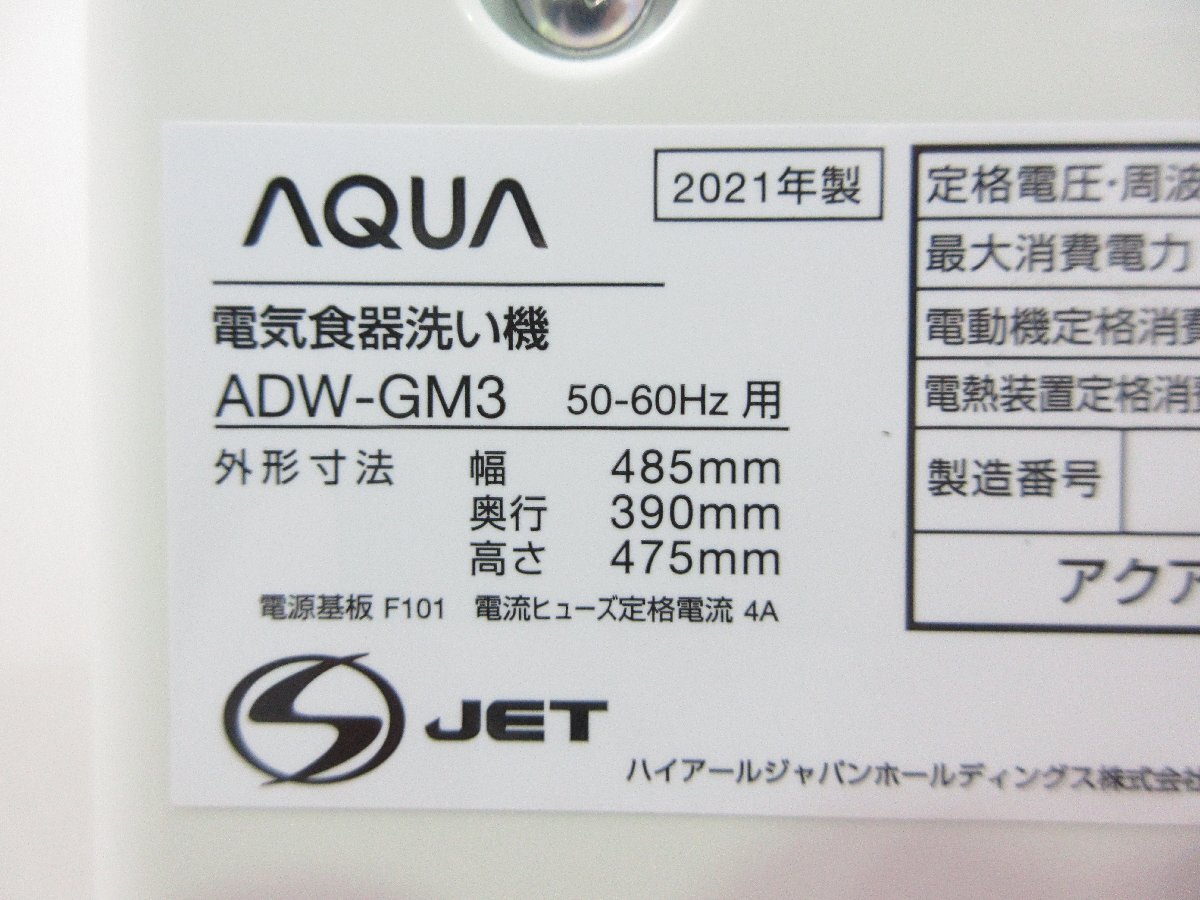 AQUA
2021年製
電気食器洗い機
ADW-GM3 50-60Hz 用
外形寸法 幅 485mm
奥行 390mm
高さ 475mm
電源基板 F101 電流ヒューズ定格電流 4A
S JET
ハイアールジャパンホールディングス株式会社
定格電圧・周波
最大消費電力
電動機定格消費
電熱装置定格消費
製造番号
アクア